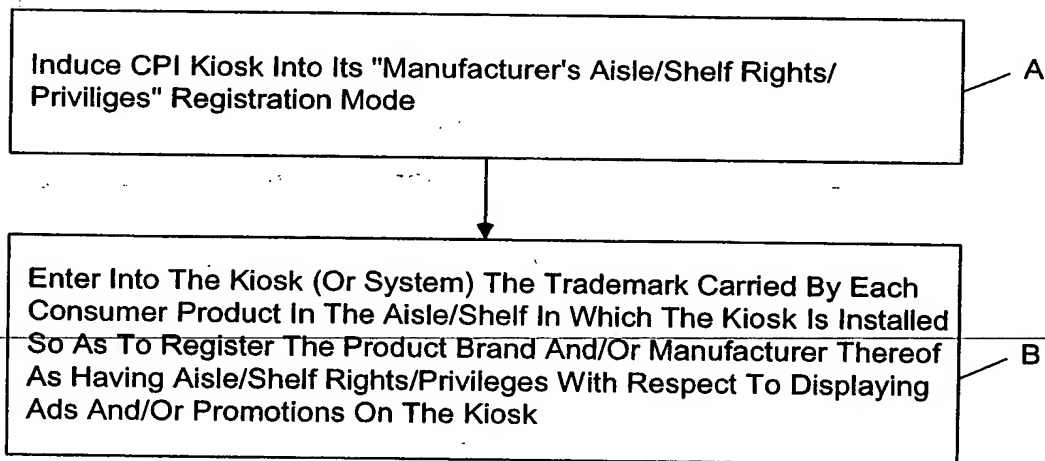 Induce CPI Kiosk Into Its "Manufacturer's Aisle/Shelf Rights/
Priviliges" Registration Mode
A
Enter Into The Kiosk (Or System) The Trademark Carried By Each
Consumer Product In The Aisle/Shelf In Which The Kiosk Is Installed
So As To Register The Product Brand And/Or Manufacturer Thereof
As Having Aisle/Shelf Rights/Privileges With Respect To Displaying
Ads And/Or Promotions On The Kiosk
B